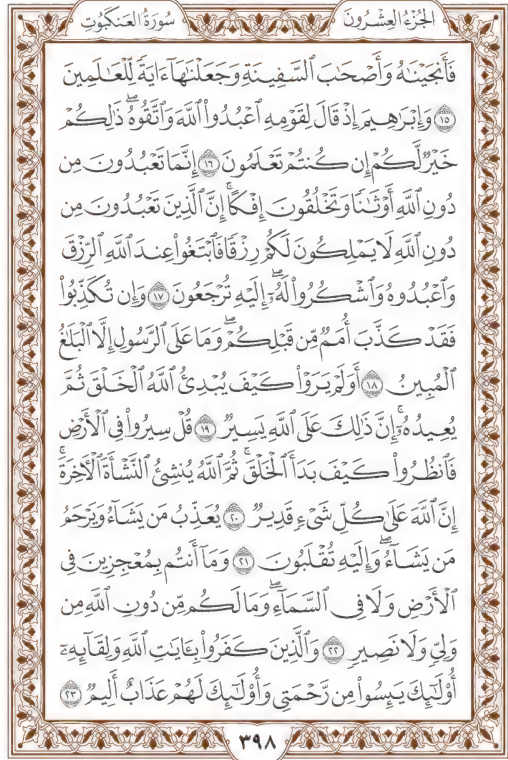 الجزء العشرون
سورة العنكبوت
فَأَنجَيْنَٰهُ وَأَصْحَٰبَ ٱلسَّفِينَةِ وَجَعَلْنَٰهَآ ءَايَةً لِّلْعَٰلَمِينَ
١٥ وَإِبْرَٰهِيمَ إِذْ قَالَ لِقَوْمِهِ ٱعْبُدُوا۟ ٱللَّهَ وَٱتَّقُوهُ ۖ ذَٰلِكُمْ
خَيْرٌ لَّكُمْ إِن كُنتُمْ تَعْلَمُونَ ١٦ إِنَّمَا تَعْبُدُونَ مِن
دُونِ ٱللَّهِ أَوْثَٰنًا وَتَخْلُقُونَ إِفْكًا ۚ إِنَّ ٱلَّذِينَ تَعْبُدُونَ مِن
دُونِ ٱللَّهِ لَا يَمْلِكُونَ لَكُمْ رِزْقًا فَٱبْتَغُوا۟ عِندَ ٱللَّهِ ٱلرِّزْقَ
وَٱعْبُدُوهُ وَٱشْكُرُوا۟ لَهُۥٓ ۖ إِلَيْهِ تُرْجَعُونَ ١٧ وَإِن تُكَذِّبُوا۟
فَقَدْ كَذَّبَ أُمَمٌ مِّن قَبْلِكُمْ ۖ وَمَا عَلَى ٱلرَّسُولِ إِلَّا ٱلْبَلَٰغُ
ٱلْمُبِينُ ١٨ أَوَلَمْ يَرَوْا۟ كَيْفَ يُبْدِئُ ٱللَّهُ ٱلْخَلْقَ ثُمَّ
يُعِيدُهُۥٓ ۚ إِنَّ ذَٰلِكَ عَلَى ٱللَّهِ يَسِيرٌ ١٩ قُلْ سِيرُوا۟ فِى ٱلْأَرْضِ
فَٱنظُرُوا۟ كَيْفَ بَدَأَ ٱلْخَلْقَ ۚ ثُمَّ ٱللَّهُ يُنشِئُ ٱلنَّشْأَةَ ٱلْءَاخِرَةَ ۚ
إِنَّ ٱللَّهَ عَلَىٰ كُلِّ شَىْءٍ قَدِيرٌ ٢٠ يُعَذِّبُ مَن يَشَآءُ وَيَرْحَمُ
مَن يَشَآءُ ۖ وَإِلَيْهِ تُقْلَبُونَ ٢١ وَمَآ أَنتُم بِمُعْجِزِينَ فِى
ٱلْأَرْضِ وَلَا فِى ٱلسَّمَآءِ ۖ وَمَا لَكُم مِّن دُونِ ٱللَّهِ مِن
وَلِىٍّ وَلَا نَصِيرٍ ٢٢ وَٱلَّذِينَ كَفَرُوا۟ بِـَٔايَٰتِ ٱللَّهِ وَلِقَآئِهِۦٓ
أُو۟لَٰٓئِكَ يَئِسُوا۟ مِن رَّحْمَتِى وَأُو۟لَٰٓئِكَ لَهُمْ عَذَابٌ أَلِيمٌ ٢٣
٣٩٨